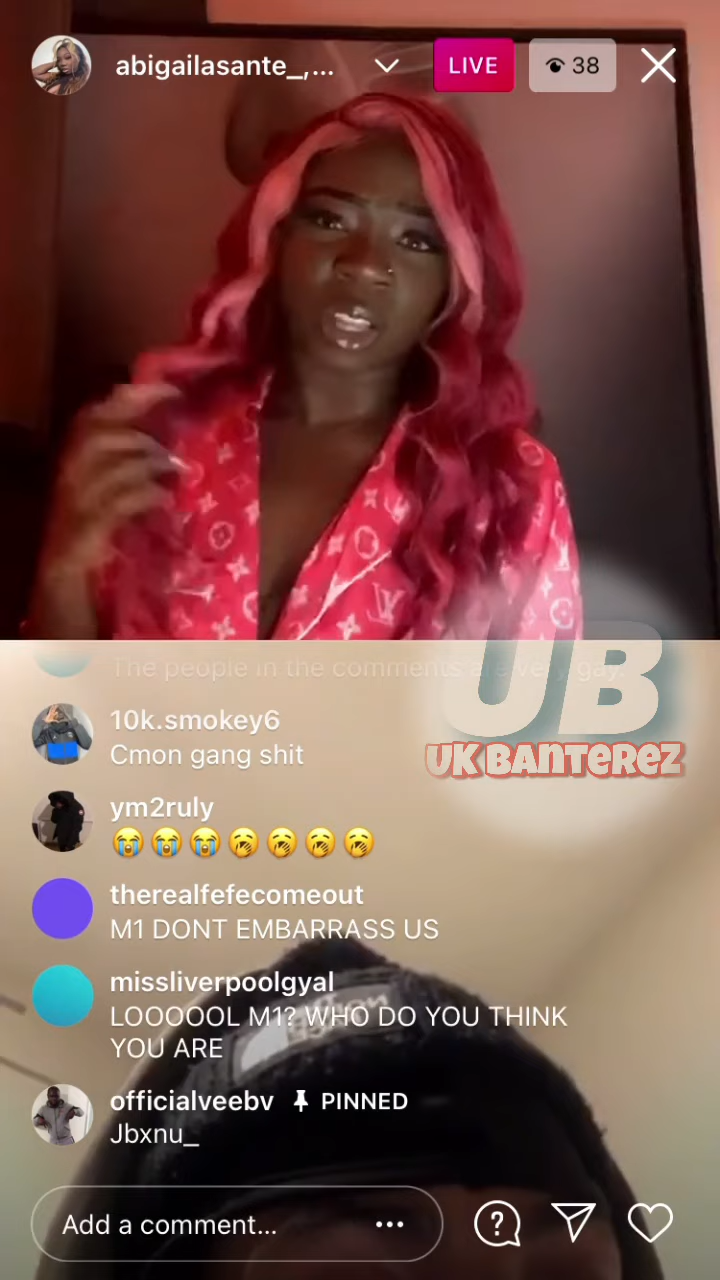 abigailasante_,...
LIVE
38
The people in the comments are very gay.
UB
UK BANTEREZ
10k.smokey6
Cmon gang shit
ym2ruly
😭😭😭🥱🥱🥱🥱
therealfefecomeout
M1 DONT EMBARRASS US
missliverpoolgyal
LOOOOOL M1? WHO DO YOU THINK
YOU ARE
officialveebv PINNED
Jbxnu_
Add a comment...